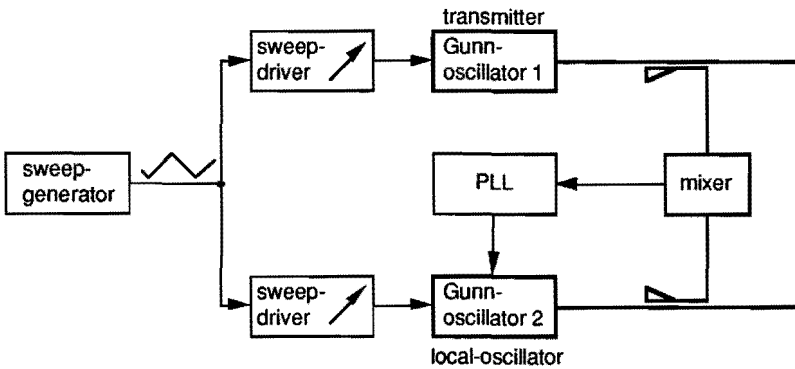 transmitter
sweep-
driver
Gunn-
oscillator 1
sweep-
generator
PLL
mixer
sweep-
driver
Gunn-
oscillator 2
local-oscillator